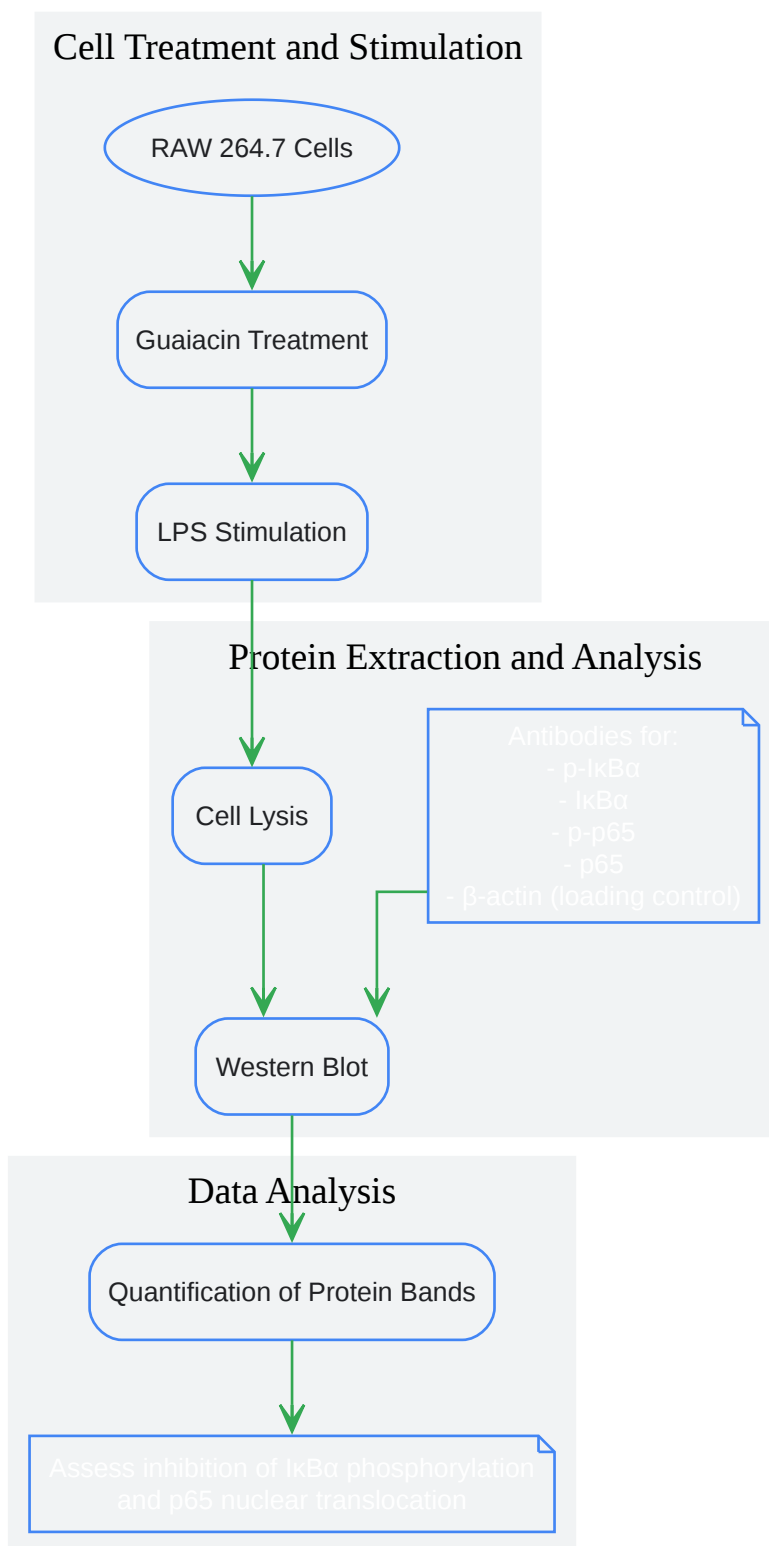 Cell Treatment and Stimulation
RAW 264.7 Cells
Guaiacin Treatment
LPS Stimulation
Protein Extraction and Analysis
Antibodies for:
- p-IκBα
- IκBα
- p-p65
- p65
- β-actin (loading control)
Cell Lysis
Western Blot
Data Analysis
Quantification of Protein Bands
Assess inhibition of IκBα phosphorylation
and p65 nuclear translocation